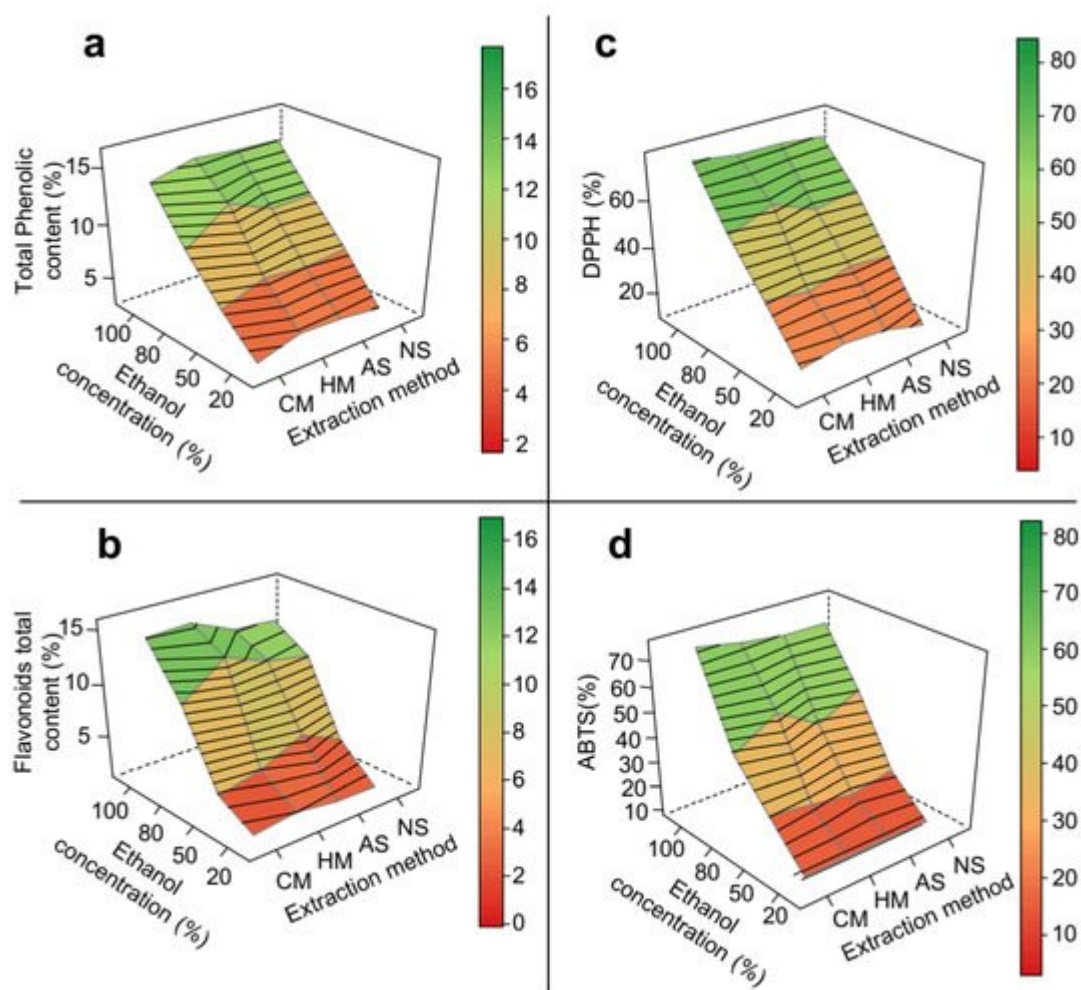 a
Total Phenolic
content (%)
15
10
5
100
80
50
20
Ethanol
concentration (%)
CM
HM
AS
NS
Extraction method
16
14
12
10
8
6
4
2
c
DPPH (%)
60
40
20
100
80
50
20
Ethanol
concentration (%)
CM
HM
AS
NS
Extraction method
80
70
60
50
40
30
20
10
b
Flavonoids total
content (%)
15
10
5
100
80
50
20
Ethanol
concentration (%)
CM
HM
AS
NS
Extraction method
16
14
12
10
8
6
4
2
0
d
ABTS(%)
70
60
50
40
30
20
10
100
80
50
20
Ethanol
concentration (%)
CM
HM
AS
NS
Extraction method
80
70
60
50
40
30
20
10